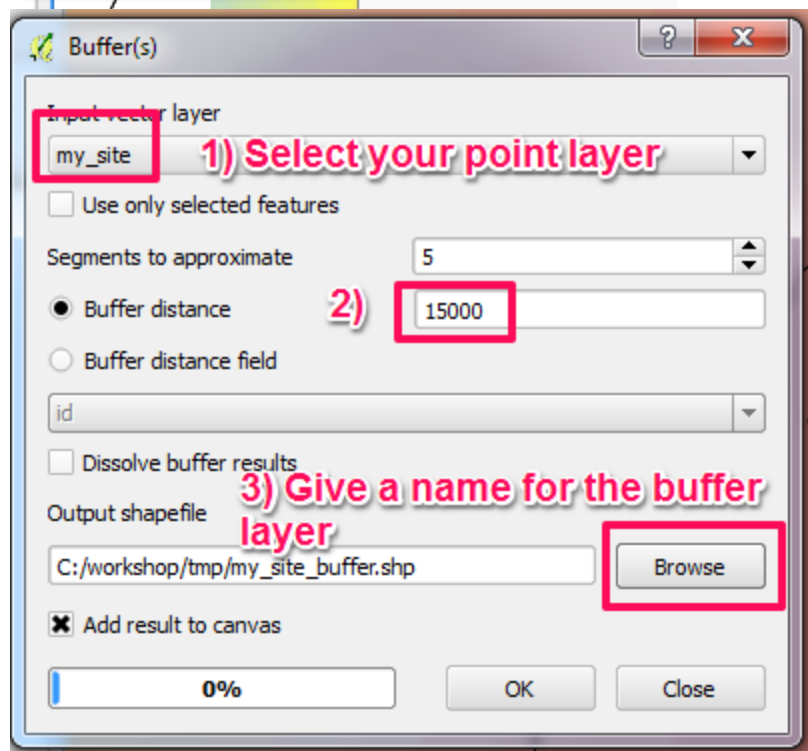 Buffer(s)
Input vector layer
my_site
1) Select your point layer
Use only selected features
Segments to approximate 5
Buffer distance 2) 15000
Buffer distance field
id
Dissolve buffer results
3) Give a name for the buffer
layer
Output shapefile
C:/workshop/tmp/my_site_buffer.shp Browse
Add result to canvas
0% OK Close